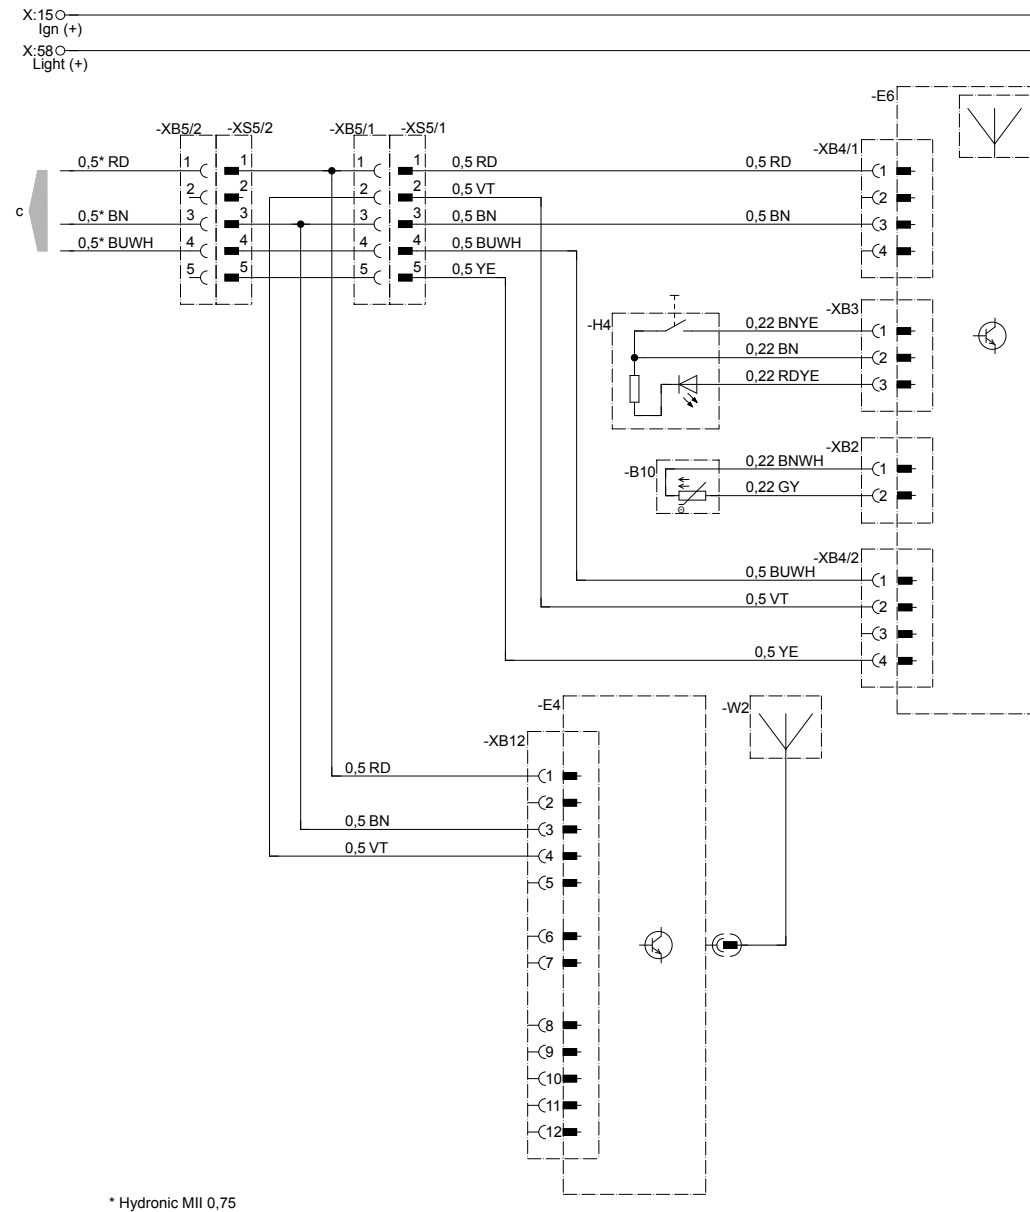 X:15
Ign (+)
X:58
Light (+)
-E6
-XB5/2 -XS5/2 -XB5/1 -XS5/1
-XB4/1
0,5* RD 1 1 1 1 0,5 RD 0,5 RD 1
2 2 2 2 0,5 VT 2
c
0,5* BN 3 3 3 3 0,5 BN 0,5 BN 3
0,5* BUWH 4 4 4 4 0,5 BUWH 4
5 5 5 5 0,5 YE
-XB3
-H4
0,22 BNYE 1
0,22 BN 2
0,22 RDYE 3
-XB2
-B10
0,22 BNWH 1
0,22 GY 2
-XB4/2
0,5 BUWH 1
0,5 VT 2
3
0,5 YE 4
-E4
-W2
-XB12
0,5 RD 1
2
0,5 BN 3
0,5 VT 4
5
6
7
8
9
10
11
12
* Hydronic MII 0,75